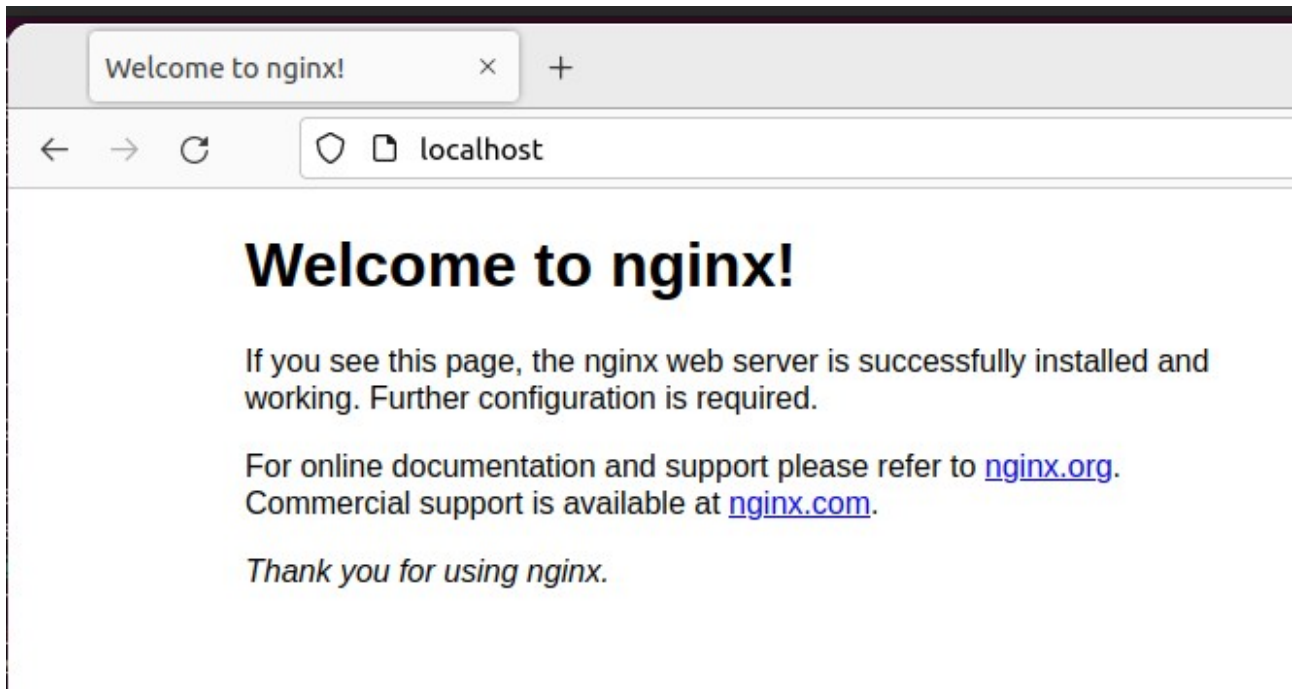 Welcome to nginx!
localhost
Welcome to nginx!
If you see this page, the nginx web server is successfully installed and
working. Further configuration is required.
For online documentation and support please refer to nginx.org.
Commercial support is available at nginx.com.
Thank you for using nginx.